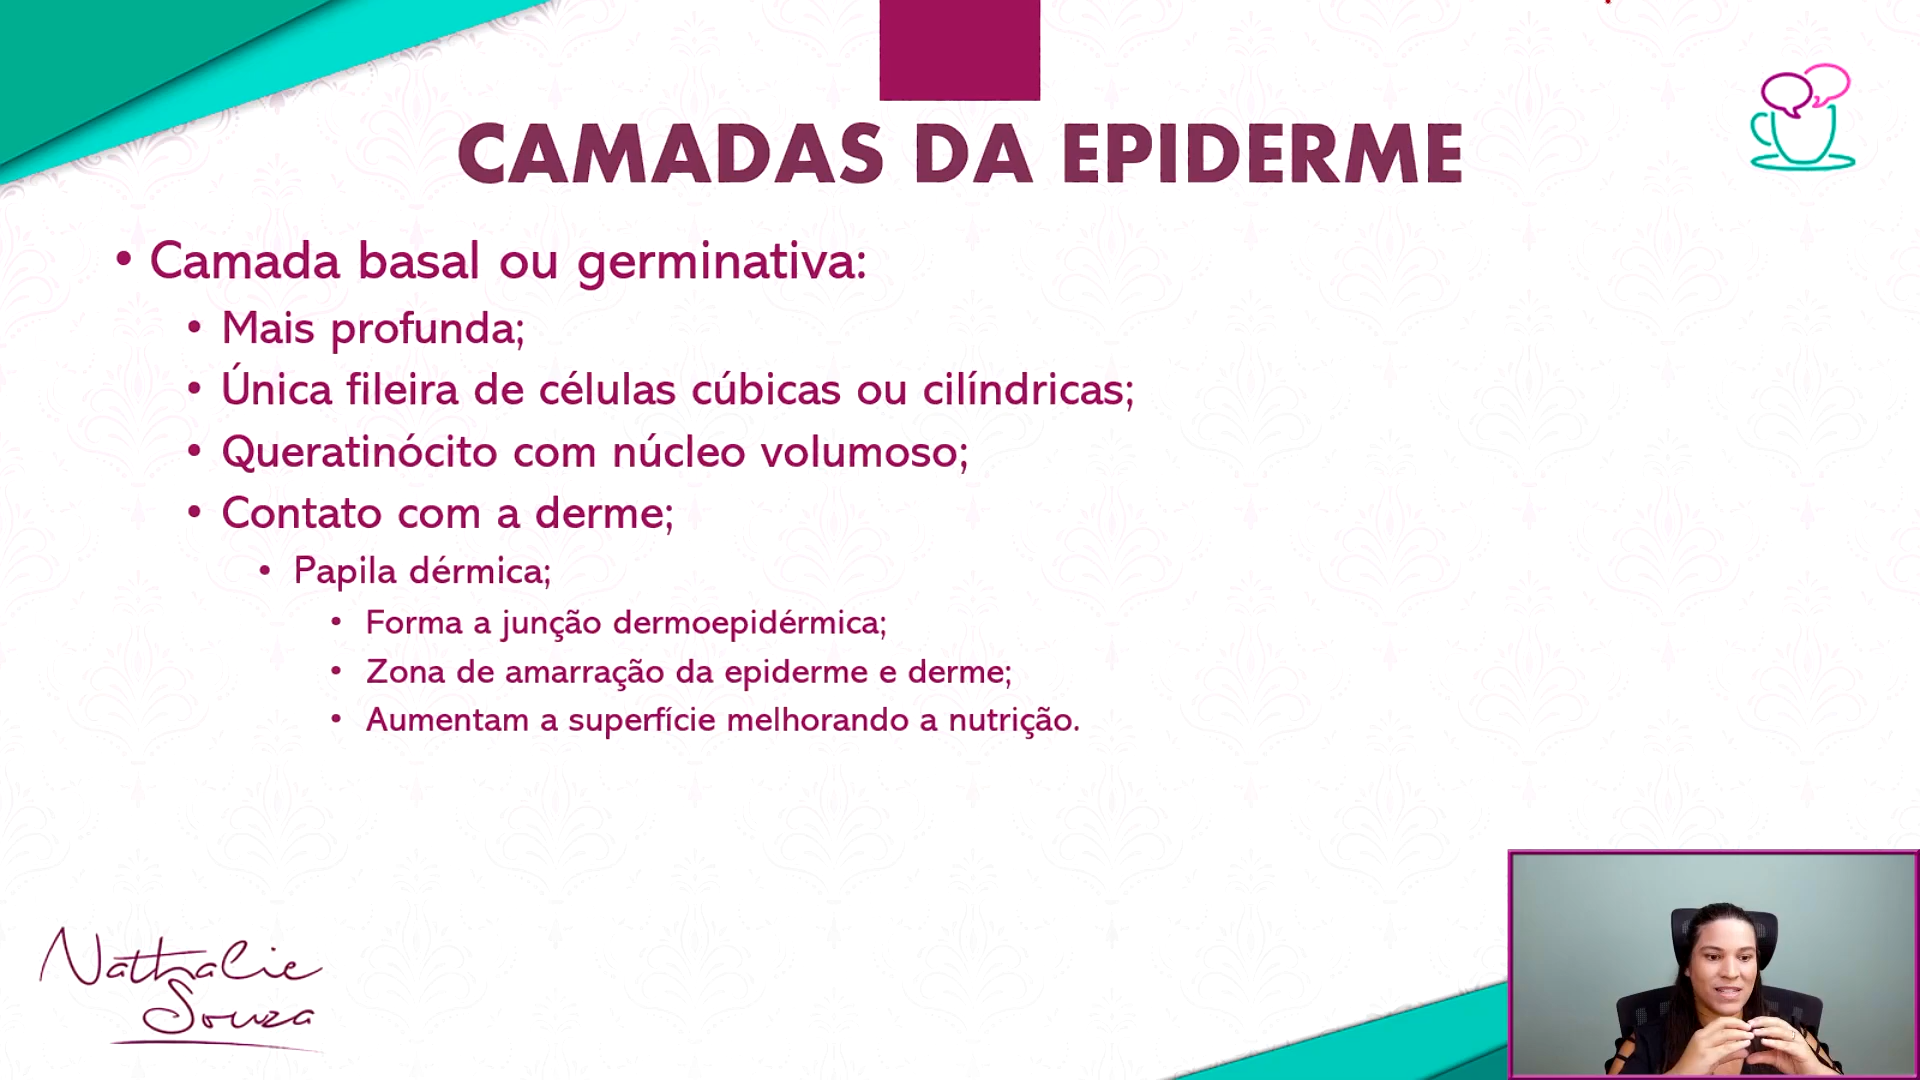 CAMADAS DA EPIDERME
• Camada basal ou germinativa:
• Mais profunda;
• Única fileira de células cúbicas ou cilíndricas;
• Queratinócito com núcleo volumoso;
• Contato com a derme;
• Papila dérmica;
• Forma a junção dermoepidérmica;
• Zona de amarração da epiderme e derme;
• Aumentam a superfície melhorando a nutrição.
Nathalie
Souza